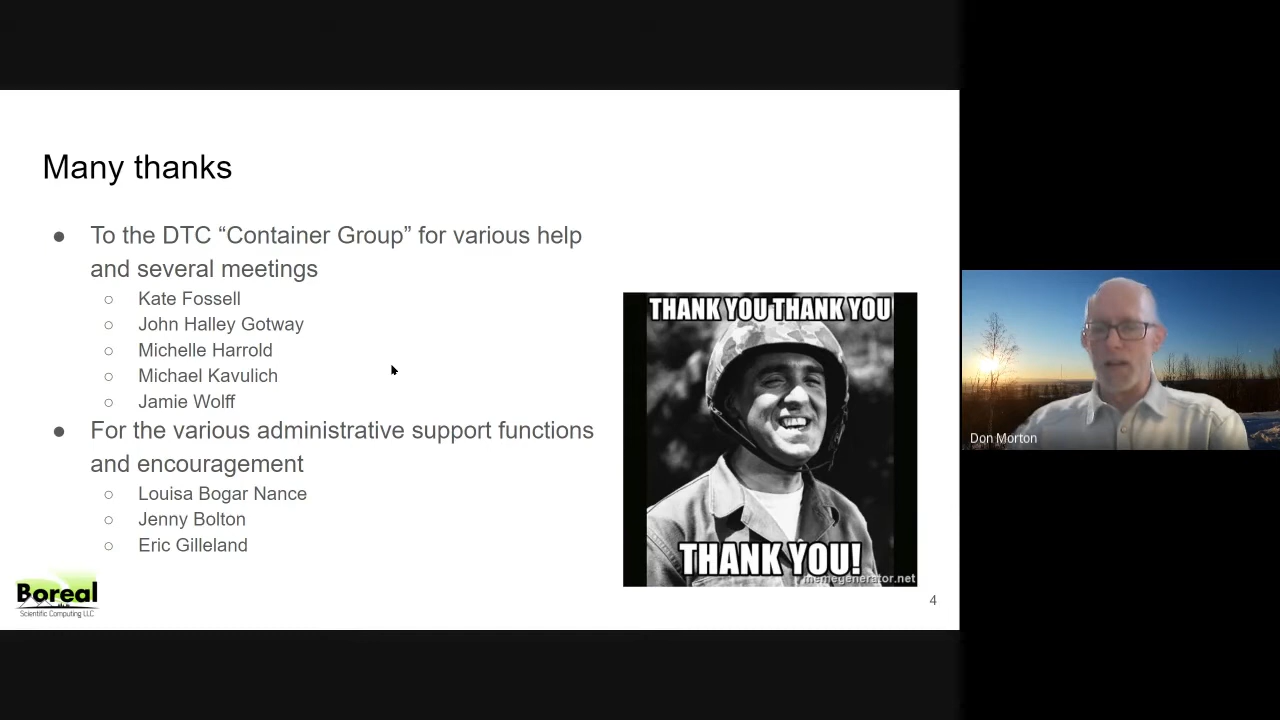 Many thanks
● To the DTC “Container Group” for various help
and several meetings
○ Kate Fossell
○ John Halley Gotway
○ Michelle Harrold
○ Michael Kavulich
○ Jamie Wolff
● For the various administrative support functions
and encouragement
○ Louisa Bogar Nance
○ Jenny Bolton
○ Eric Gilleland
THANK YOU THANK YOU
THANK YOU!
memegenerator.net
Boreal
Scientific Computing LLC
4
Don Morton